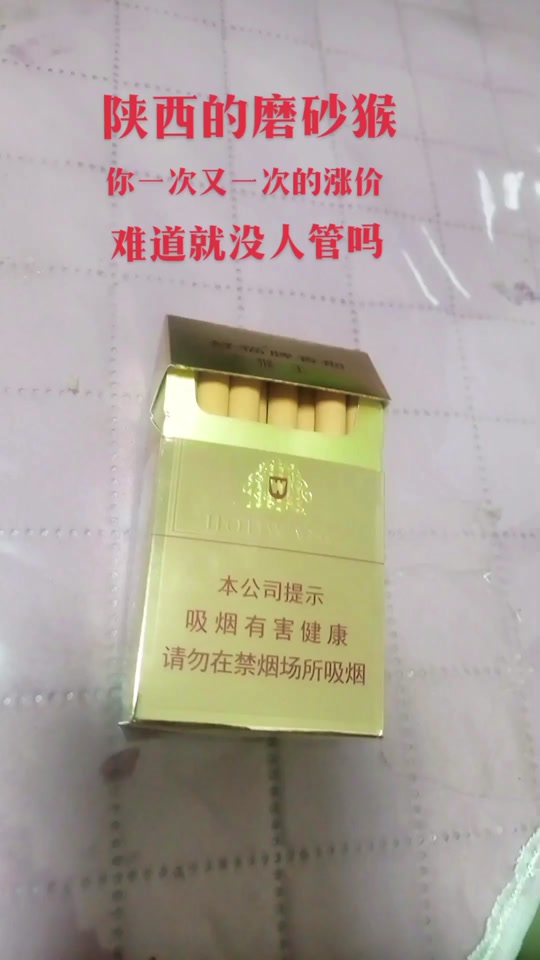 陕西的磨砂猴
你一次又一次的涨价
难道就没人管吗
本公司提示
吸烟有害健康
请勿在禁烟场所吸烟